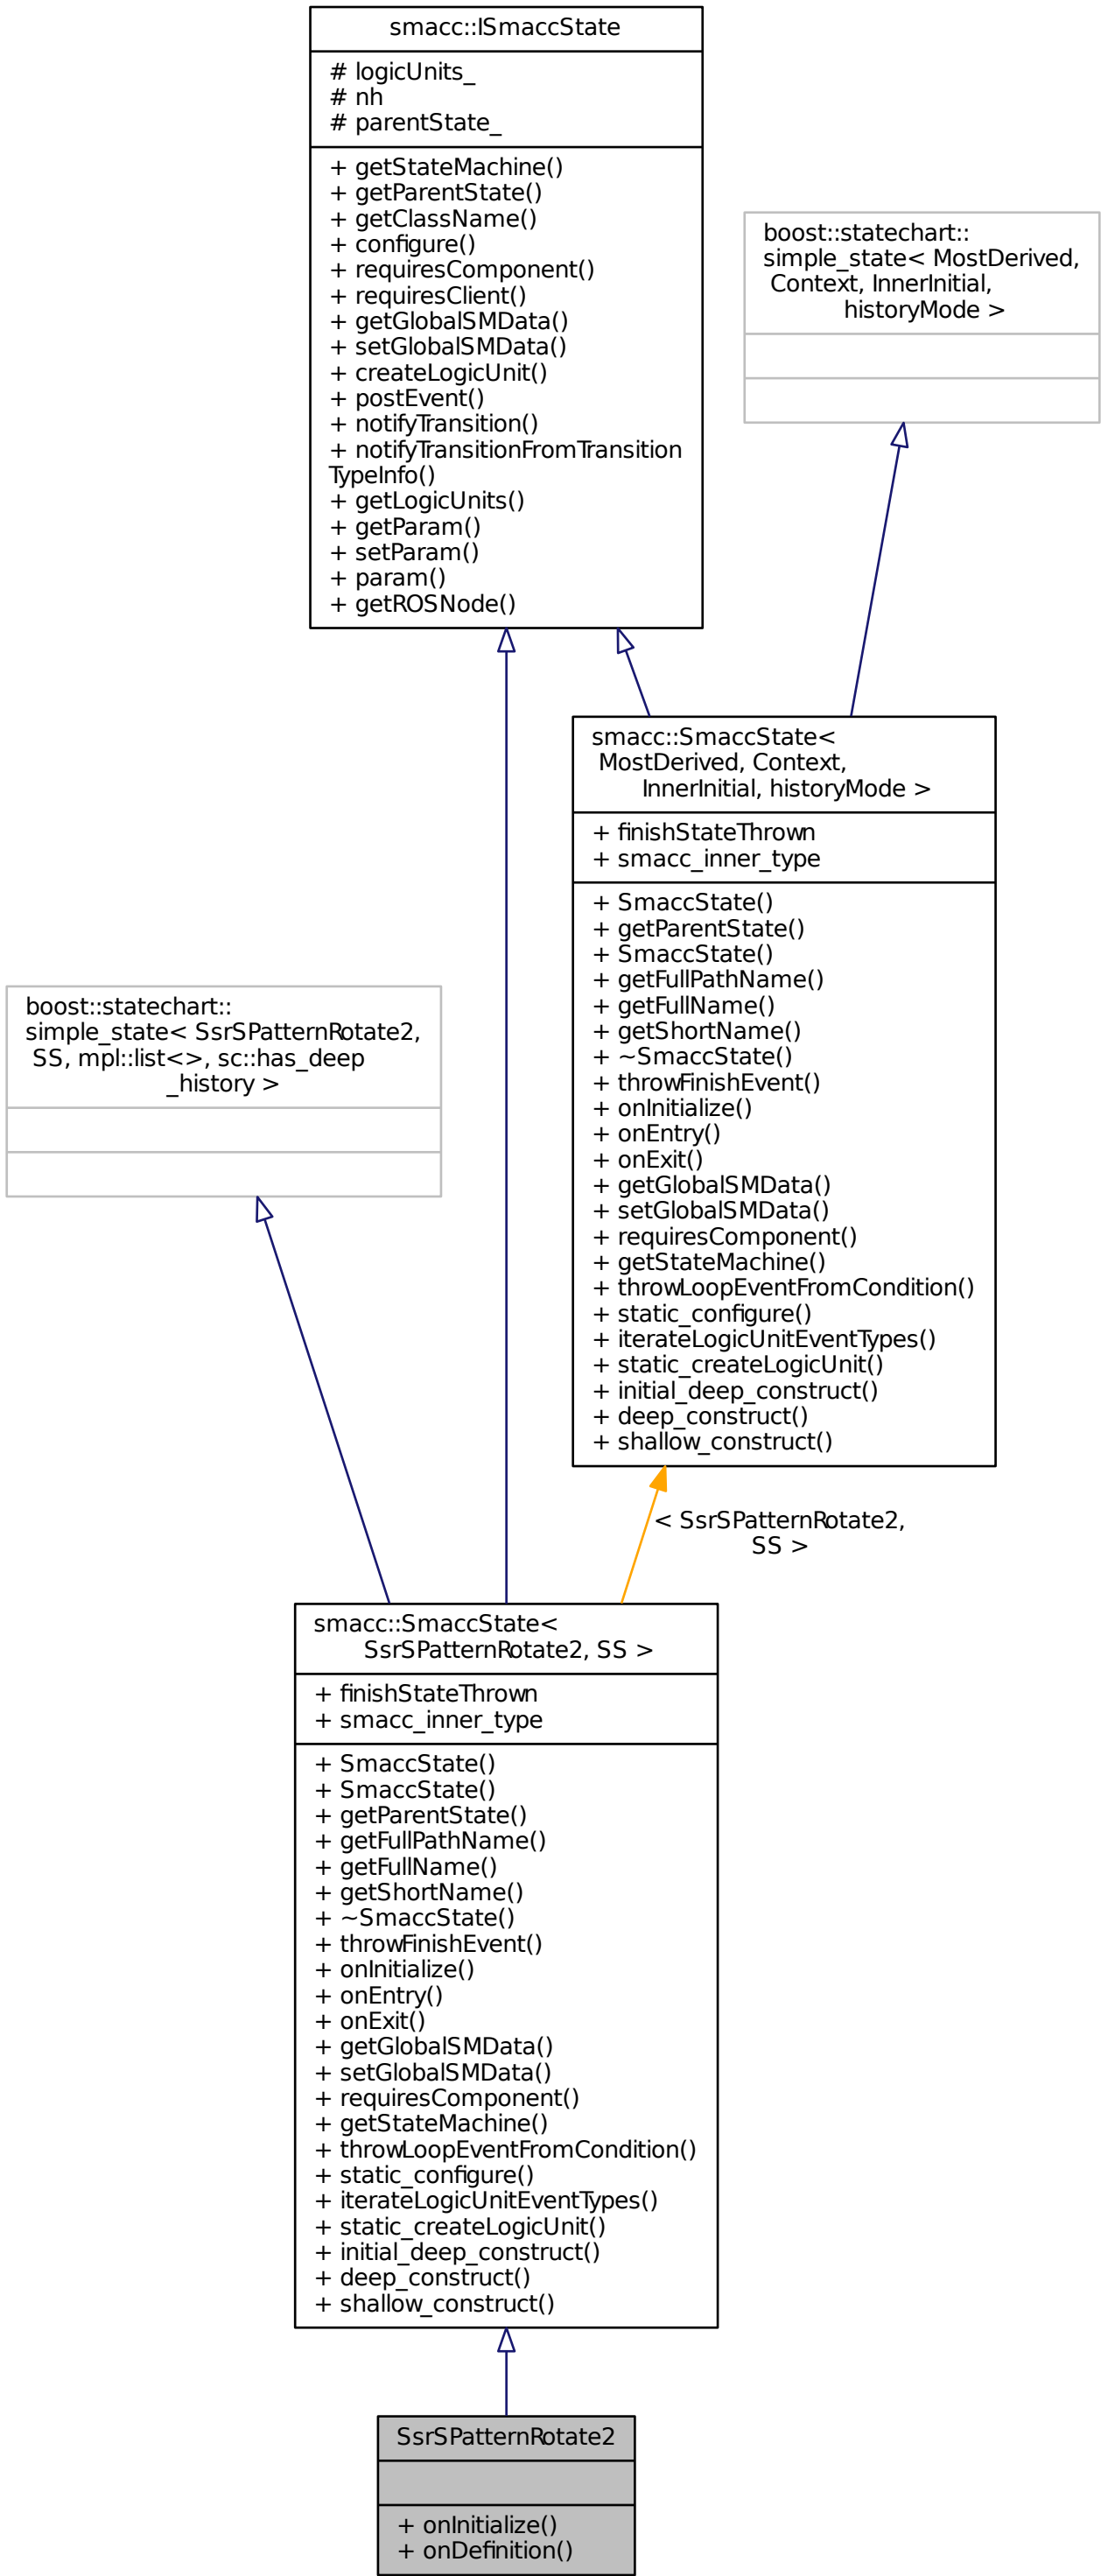 smacc::ISmaccState
# logicUnits_
# nh
# parentState_
+ getStateMachine()
+ getParentState()
+ getClassName()
+ configure()
+ requiresComponent()
+ requiresClient()
+ getGlobalSMData()
+ setGlobalSMData()
+ createLogicUnit()
+ postEvent()
+ notifyTransition()
+ notifyTransitionFromTransition
TypeInfo()
+ getLogicUnits()
+ getParam()
+ setParam()
+ param()
+ getROSNode()
boost::statechart::
simple_state< MostDerived,
Context, InnerInitial,
historyMode >
smacc::SmaccState<
MostDerived, Context,
InnerInitial, historyMode >
+ finishStateThrown
+ smacc_inner_type
+ SmaccState()
+ getParentState()
+ SmaccState()
+ getFullPathName()
+ getFullName()
+ getShortName()
+ ~SmaccState()
+ throwFinishEvent()
+ onInitialize()
+ onEntry()
+ onExit()
+ getGlobalSMData()
+ setGlobalSMData()
+ requiresComponent()
+ getStateMachine()
+ throwLoopEventFromCondition()
+ static_configure()
+ iterateLogicUnitEventTypes()
+ static_createLogicUnit()
+ initial_deep_construct()
+ deep_construct()
+ shallow_construct()
boost::statechart::
simple_state< SsrSPatternRotate2,
SS, mpl::list<>, sc::has_deep
_history >
< SsrSPatternRotate2,
SS >
smacc::SmaccState<
SsrSPatternRotate2, SS >
+ finishStateThrown
+ smacc_inner_type
+ SmaccState()
+ SmaccState()
+ getParentState()
+ getFullPathName()
+ getFullName()
+ getShortName()
+ ~SmaccState()
+ throwFinishEvent()
+ onInitialize()
+ onEntry()
+ onExit()
+ getGlobalSMData()
+ setGlobalSMData()
+ requiresComponent()
+ getStateMachine()
+ throwLoopEventFromCondition()
+ static_configure()
+ iterateLogicUnitEventTypes()
+ static_createLogicUnit()
+ initial_deep_construct()
+ deep_construct()
+ shallow_construct()
SsrSPatternRotate2
+ onInitialize()
+ onDefinition()